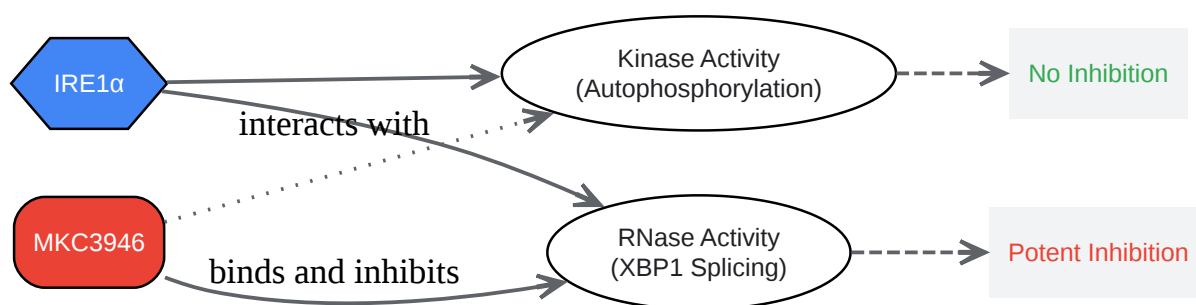 IRE1α
Kinase Activity
(Autophosphorylation)
No Inhibition
interacts with
MKC3946
RNase Activity
(XBP1 Splicing)
Potent Inhibition
binds and inhibits